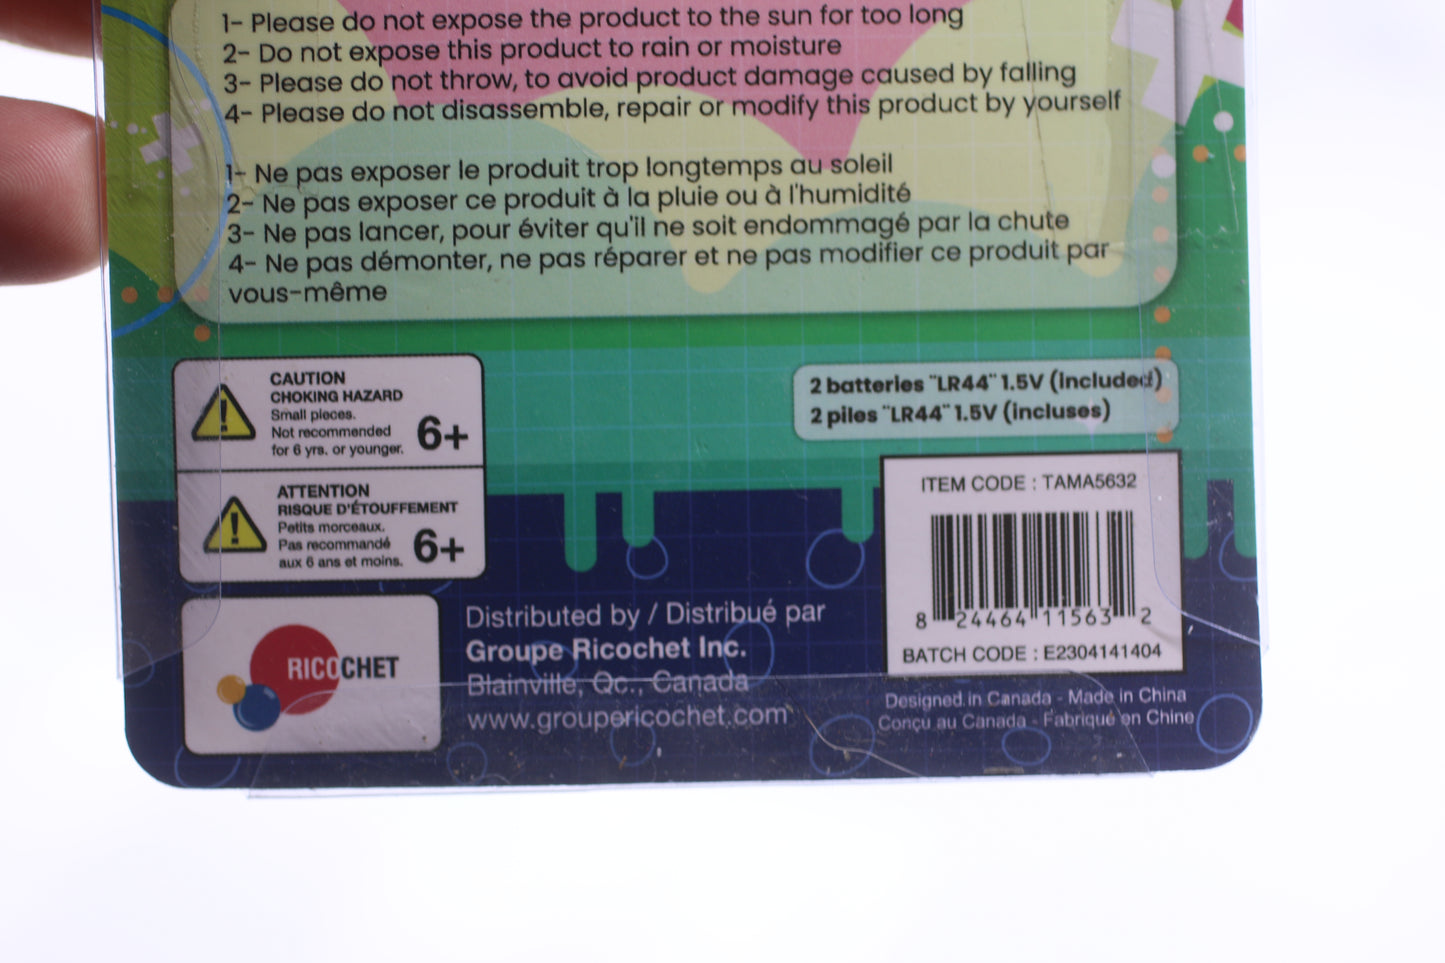 1- Please do not expose the product to the sun for too long
2- Do not expose this product to rain or moisture
3- Please do not throw, to avoid product damage caused by falling
4- Please do not disassemble, repair or modify this product by yourself
1- Ne pas exposer le produit trop longtemps au soleil
2- Ne pas exposer ce produit à la pluie ou à l'humidité
3- Ne pas lancer, pour éviter qu'il ne soit endommagé par la chute
4- Ne pas démonter, ne pas réparer et ne pas modifier ce produit par
vous-même
CAUTION
CHOKING HAZARD
Small pieces.
Not recommended
for 6 yrs. or younger.
6+
ATTENTION
RISQUE D'ÉTOUFFEMENT
Petits morceaux.
Pas recommandé
aux 6 ans et moins.
6+
2 batteries "LR44" 1.5V (Included)
2 piles "LR44" 1.5V (incluses)
ITEM CODE : TAMA5632
8 24464 11563 2
BATCH CODE : E2304141404
RICOCHET
Distributed by / Distribué par
Groupe Ricochet Inc.
Blainville, Qc., Canada
www.groupericochet.com
Designed in Canada - Made in China
Conçu au Canada - Fabriqué en Chine